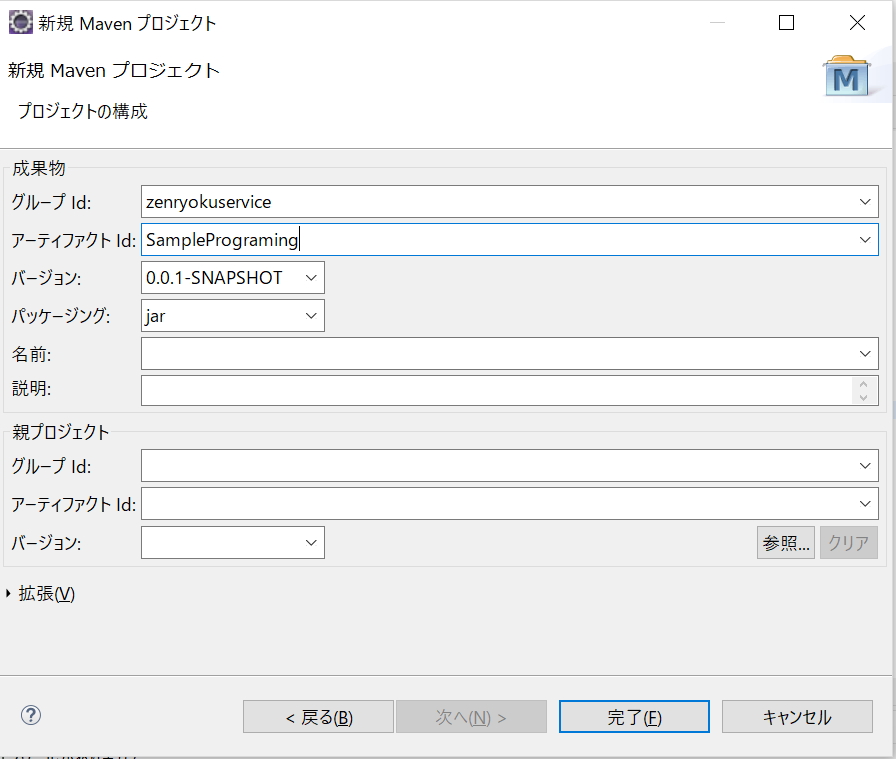 新規 Maven プロジェクト
新規 Maven プロジェクト
プロジェクトの構成
M
成果物
グループ Id: zenryokuservice
アーティファクト Id: SamplePrograming
バージョン: 0.0.1-SNAPSHOT
パッケージング: jar
名前:
説明:
親プロジェクト
グループ Id:
アーティファクト Id:
バージョン: 参照... クリア
拡張(V)
? < 戻る(B) 次へ(N) > 完了(F) キャンセル